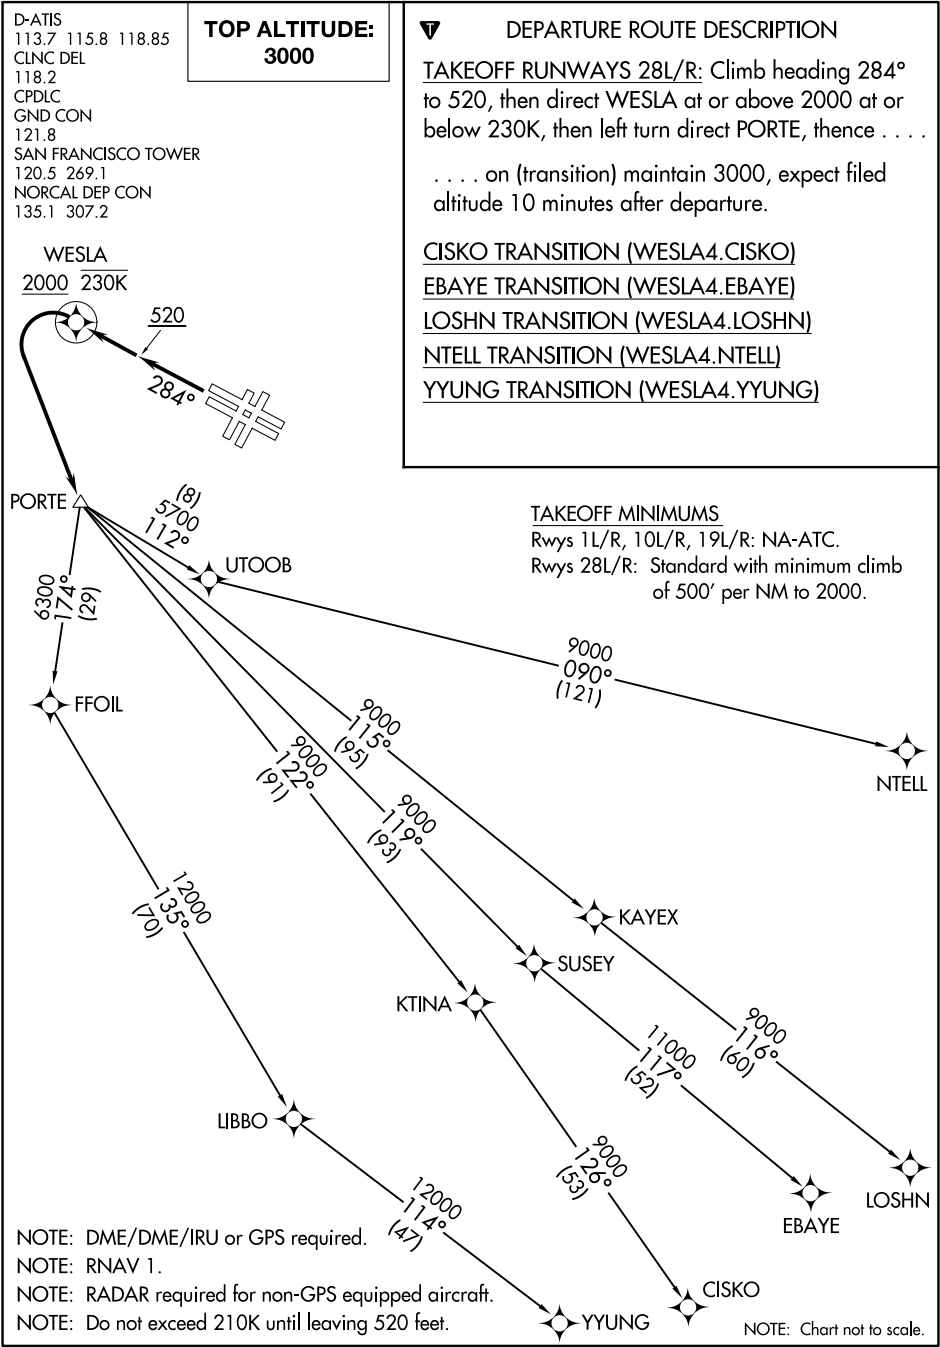 D-ATIS
113.7 115.8 118.85
CLNC DEL
118.2
CPDLC
GND CON
121.8
SAN FRANCISCO TOWER
120.5 269.1
NORCAL DEP CON
135.1 307.2
TOP ALTITUDE:
3000
T
DEPARTURE ROUTE DESCRIPTION
TAKEOFF RUNWAYS 28L/R: Climb heading 284°
to 520, then direct WESLA at or above 2000 at or
below 230K, then left turn direct PORTE, thence . . . .
. . . . on (transition) maintain 3000, expect filed
altitude 10 minutes after departure.
CISKO TRANSITION (WESLA4.CISKO)
EBAYE TRANSITION (WESLA4.EBAYE)
LOSHN TRANSITION (WESLA4.LOSHN)
NTELL TRANSITION (WESLA4.NTELL)
YYUNG TRANSITION (WESLA4.YYUNG)
WESLA
2000 230K
520
284°
PORTE
(8)
5700
112°
UTOOB
TAKEOFF MINIMUMS
Rwys 1L/R, 10L/R, 19L/R: NA-ATC.
Rwys 28L/R: Standard with minimum climb
of 500' per NM to 2000.
6300
174°
(29)
FFOIL
9000
090°
(121)
NTELL
9000
115°
(95)
9000
122°
(91)
9000
119°
(93)
12000
135°
(70)
KAYEX
SUSEY
KTINA
9000
116°
(60)
11000
117°
(52)
LIBBO
9000
126°
(53)
LOSHN
EBAYE
12000
114°
(47)
CISKO
YYUNG
NOTE: DME/DME/IRU or GPS required.
NOTE: RNAV 1.
NOTE: RADAR required for non-GPS equipped aircraft.
NOTE: Do not exceed 210K until leaving 520 feet.
NOTE: Chart not to scale.